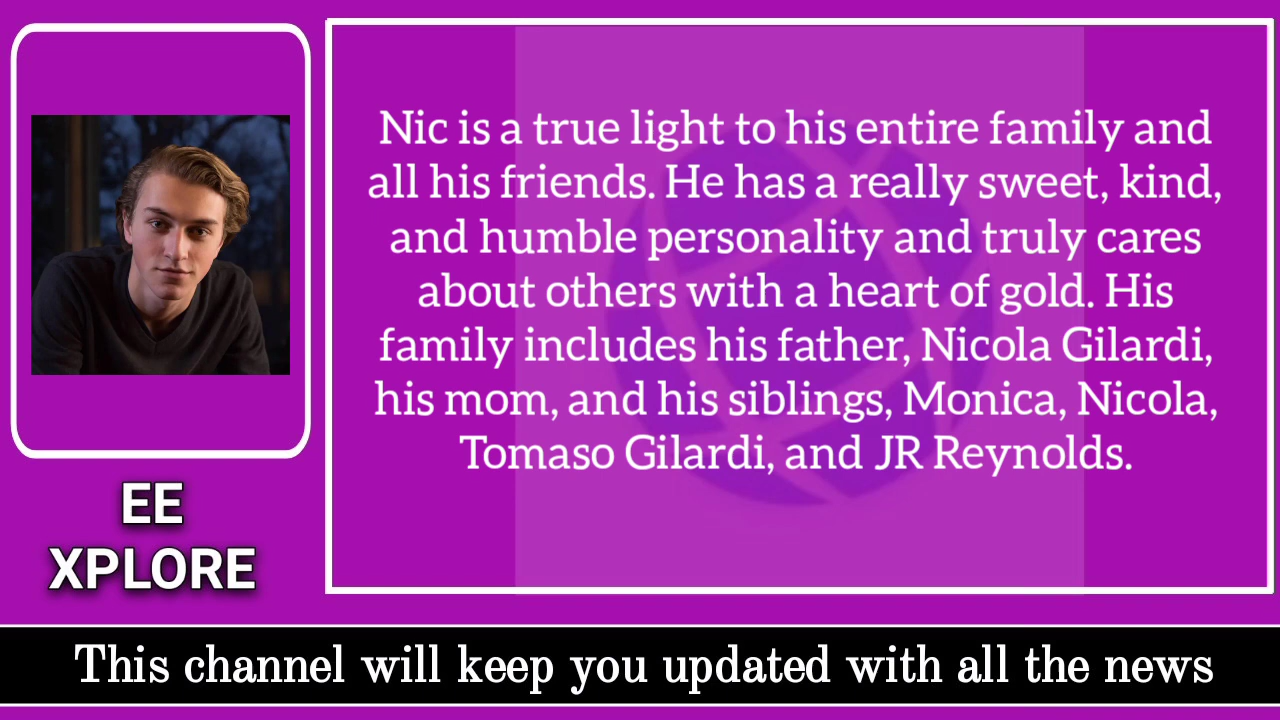 Nic is a true light to his entire family and
all his friends. He has a really sweet, kind,
and humble personality and truly cares
about others with a heart of gold. His
family includes his father, Nicola Gilardi,
his mom, and his siblings, Monica, Nicola,
Tomaso Gilardi, and JR Reynolds.
EE
XPLORE
This channel will keep you updated with all the news